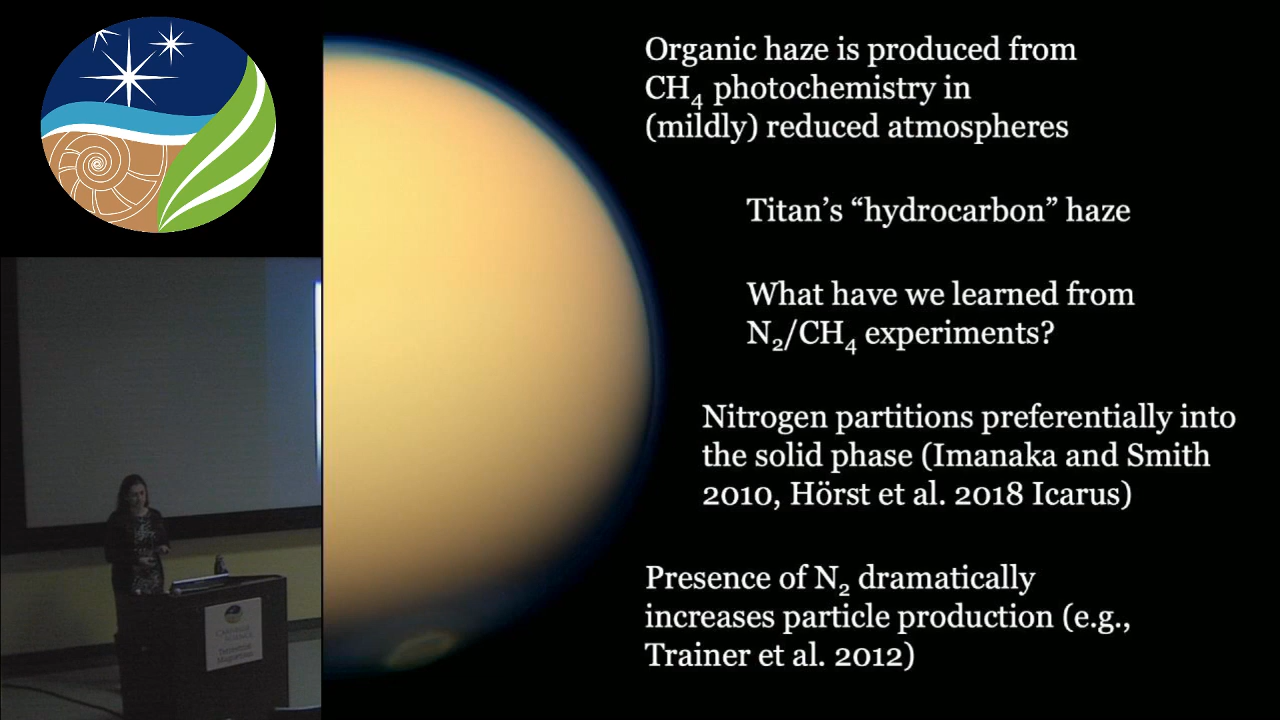 Organic haze is produced from
CH₄ photochemistry in
(mildly) reduced atmospheres
Titan’s “hydrocarbon” haze
What have we learned from
N₂/CH₄ experiments?
Nitrogen partitions preferentially into
the solid phase (Imanaka and Smith
2010, Hörst et al. 2018 Icarus)
Presence of N₂ dramatically
increases particle production (e.g.,
Trainer et al. 2012)